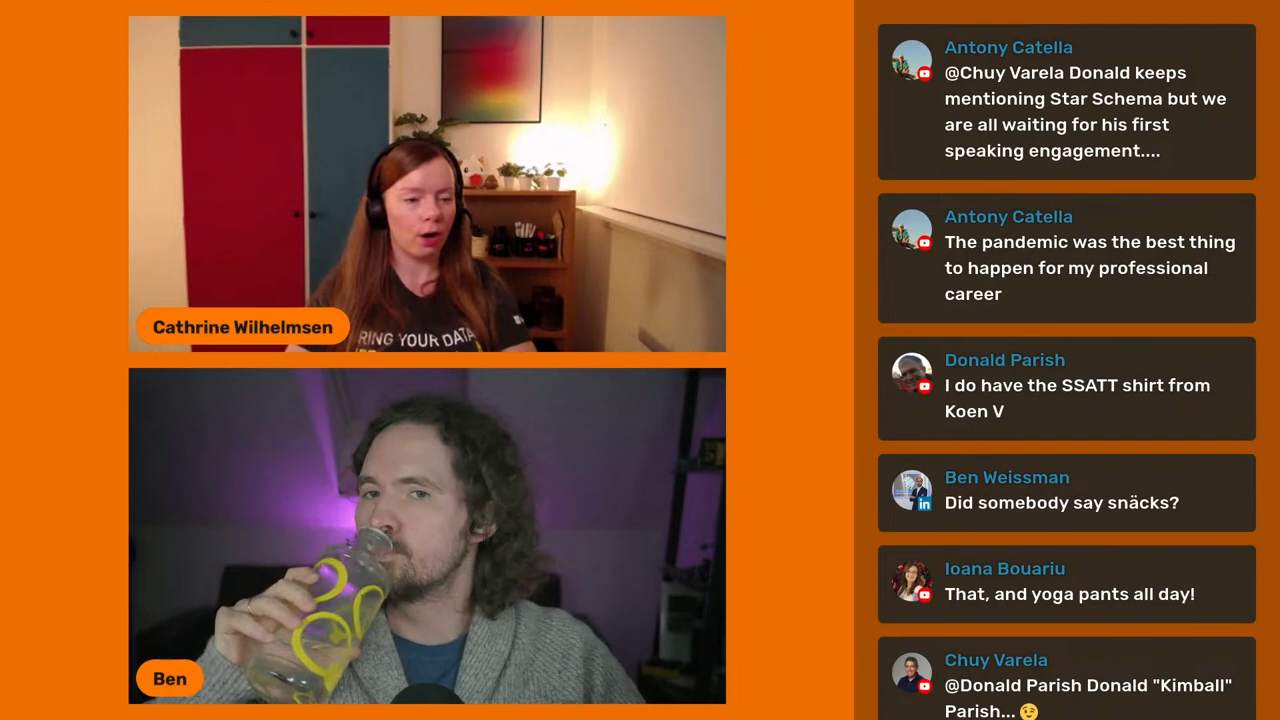 RING YOUR DATA
Cathrine Wilhelmsen
Ben
Antony Catella
@Chuy Varela Donald keeps
mentioning Star Schema but we
are all waiting for his first
speaking engagement....
Antony Catella
The pandemic was the best thing
to happen for my professional
career
Donald Parish
I do have the SSATT shirt from
Koen V
Ben Weissman
Did somebody say snäcks?
Ioana Bouariu
That, and yoga pants all day!
Chuy Varela
@Donald Parish Donald "Kimball"
Parish... 😉